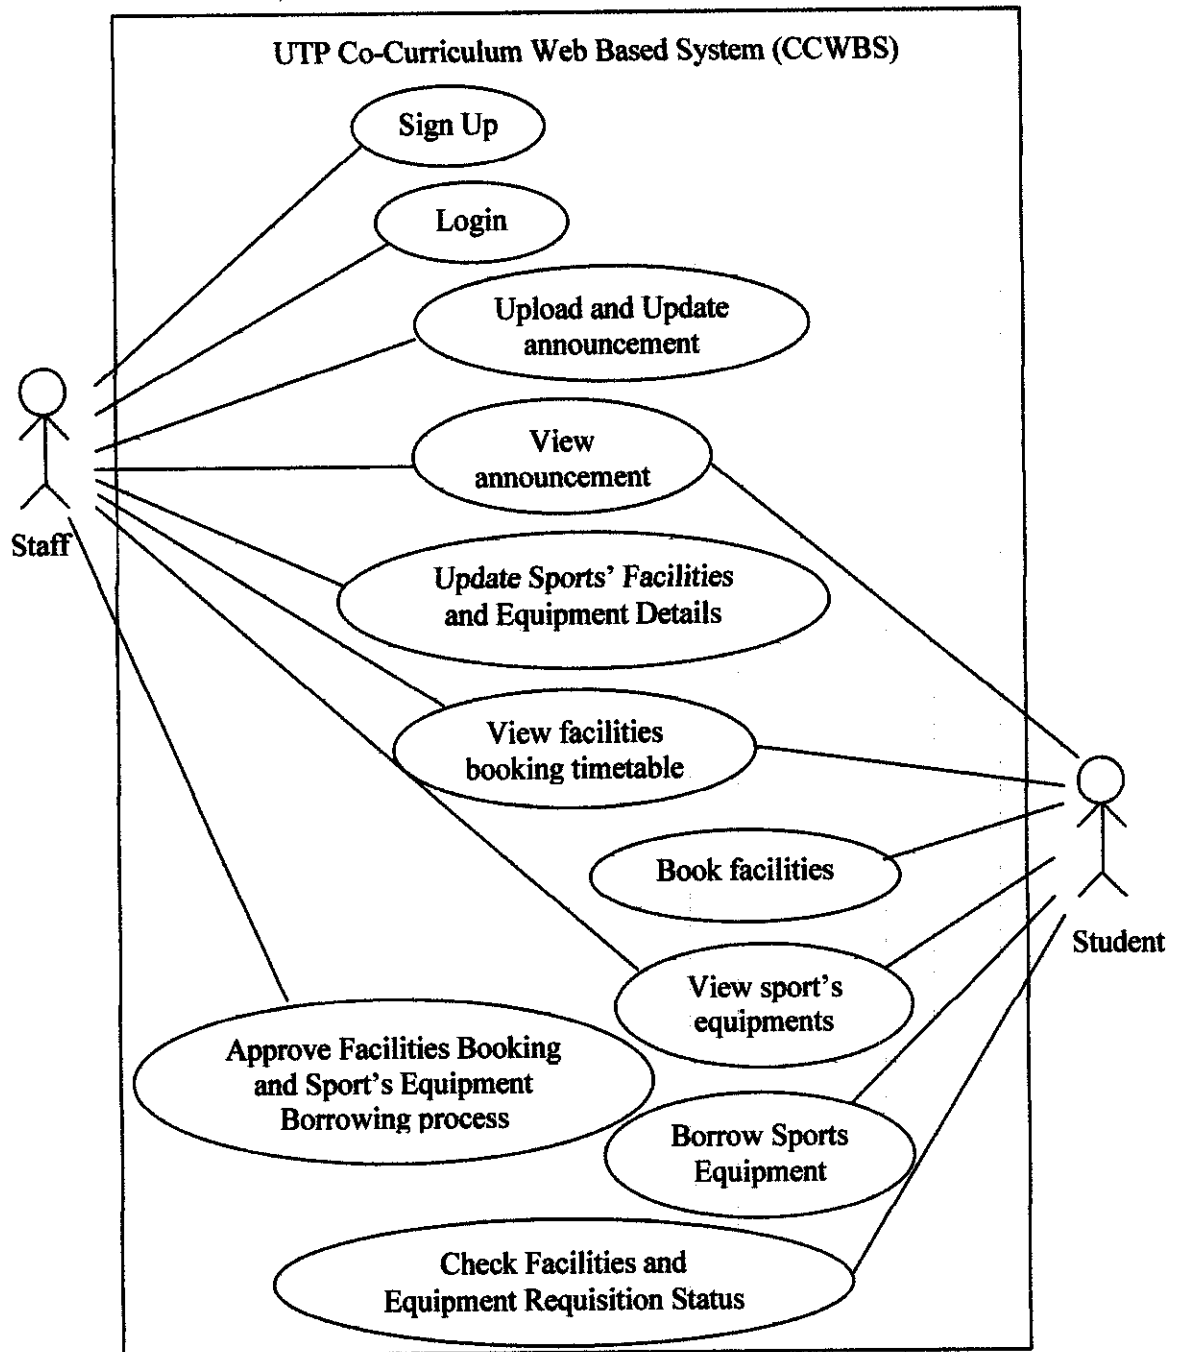 UTP Co-Curriculum Web Based System (CCWBS)
Sign Up
Login
Upload and Update
announcement
View
announcement
Staff
Update Sports' Facilities
and Equipment Details
View facilities
booking timetable
Book facilities
Student
View sport's
equipments
Approve Facilities Booking
and Sport's Equipment
Borrowing process
Borrow Sports
Equipment
Check Facilities and
Equipment Requisition Status